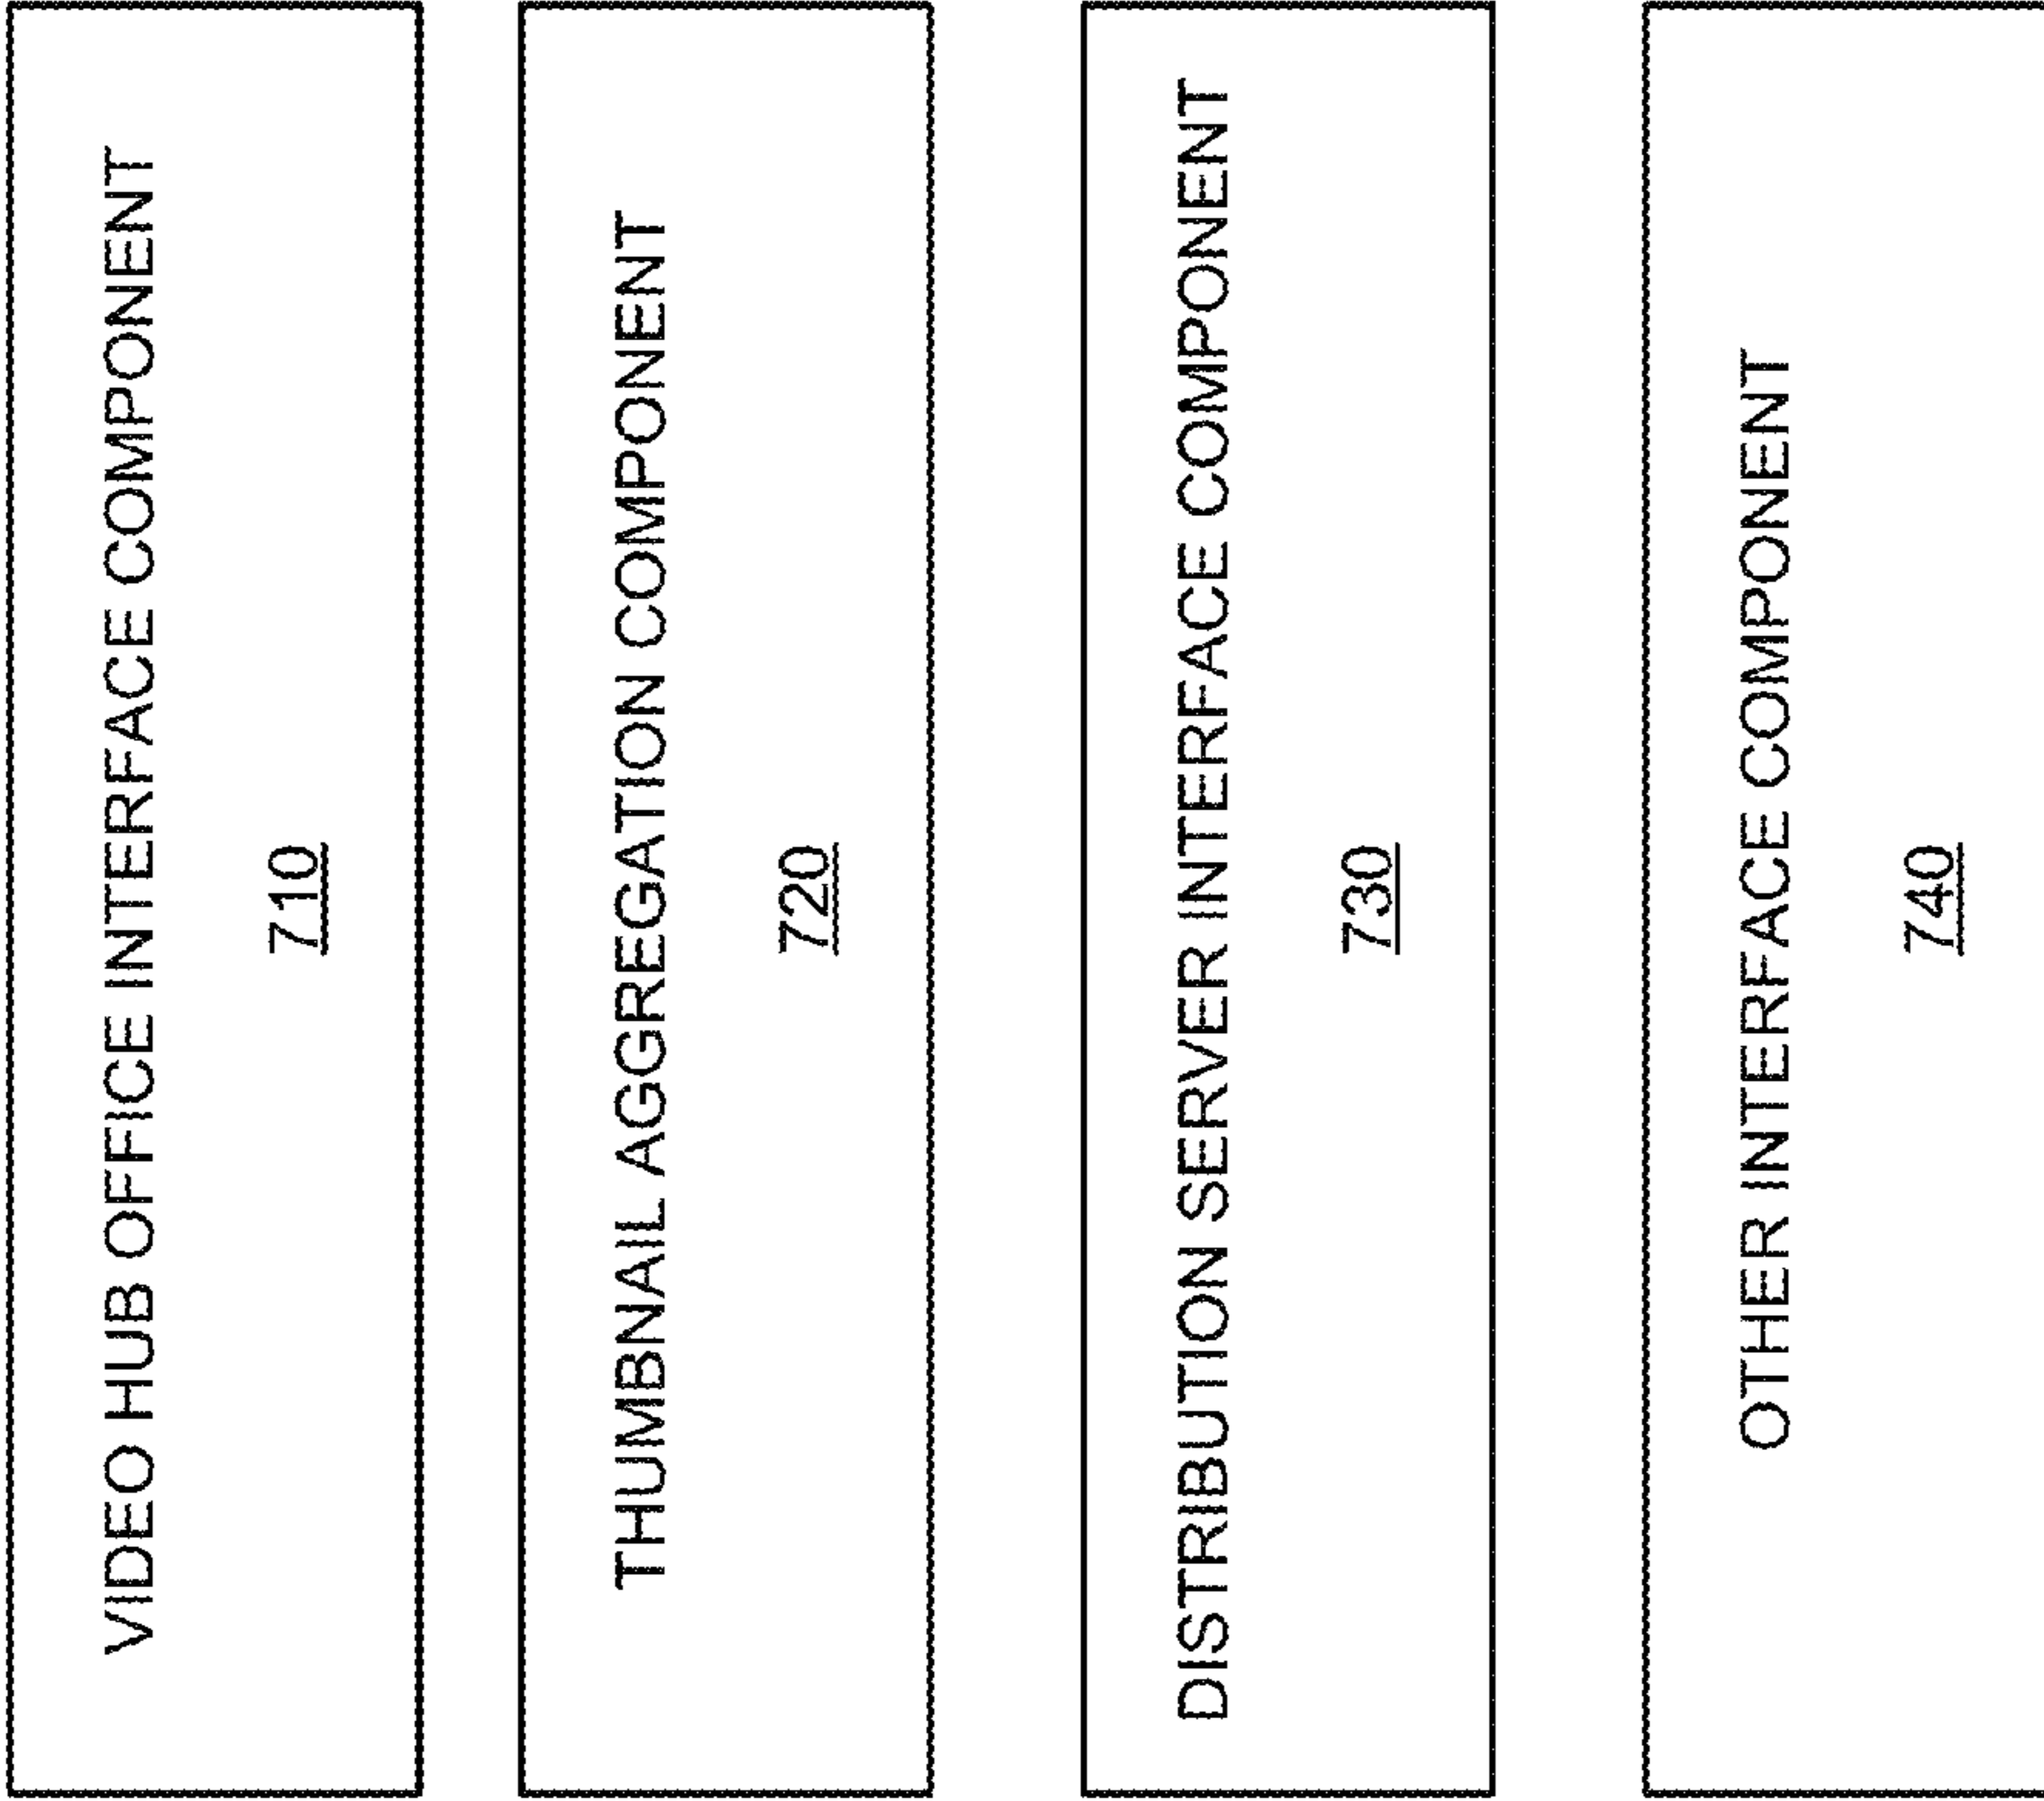 VIDEO HUB OFFICE INTERFACE COMPONENT
710
THUMBNAIL AGGREGATION COMPONENT
720
DISTRIBUTION SERVER INTERFACE COMPONENT
730
OTHER INTERFACE COMPONENT
740